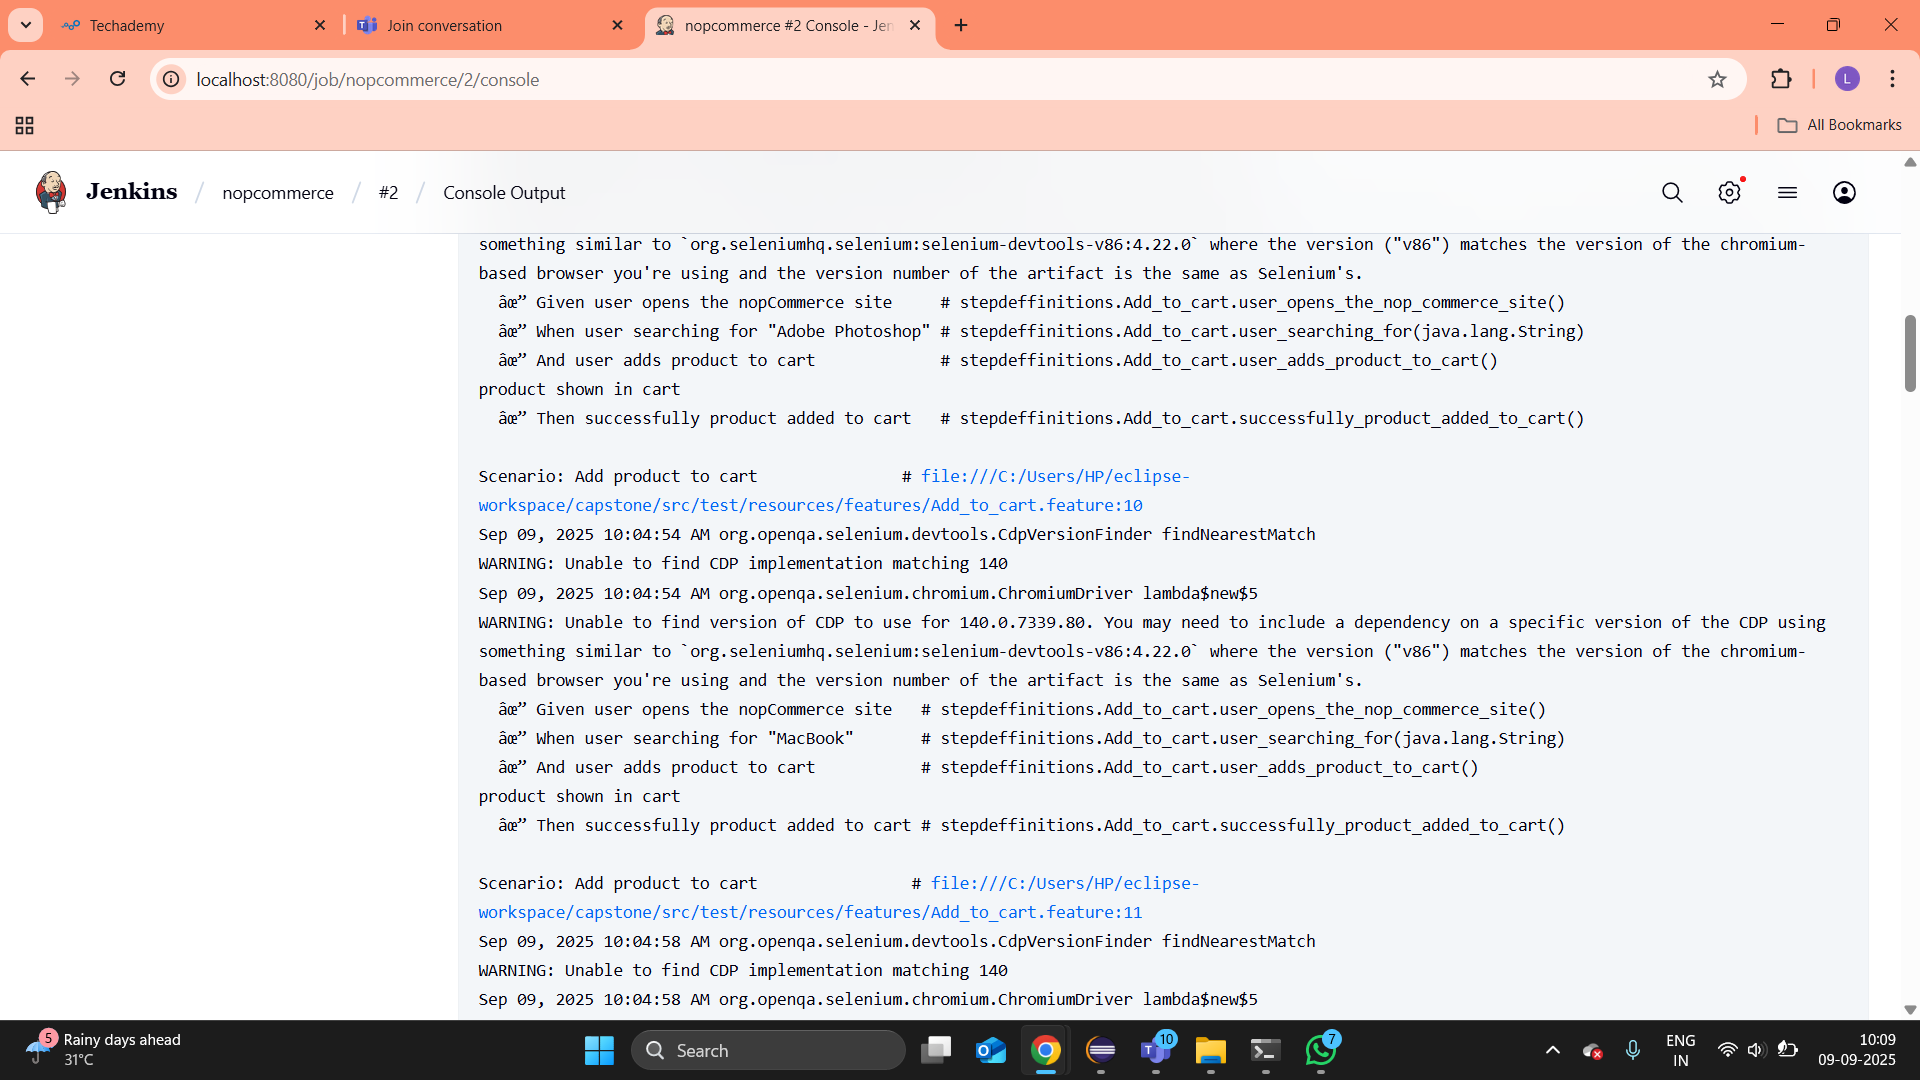 Techademy
Join conversation
nopcommerce #2 Console - Jen
localhost:8080/job/nopcommerce/2/console
L
All Bookmarks
Jenkins / nopcommerce / #2 / Console Output
something similar to `org.seleniumhq.selenium:selenium-devtools-v86:4.22.0` where the version ("v86") matches the version of the chromium-
based browser you're using and the version number of the artifact is the same as Selenium's.
âœ” Given user opens the nopCommerce site     # stepdeffinitions.Add_to_cart.user_opens_the_nop_commerce_site()
âœ” When user searching for "Adobe Photoshop" # stepdeffinitions.Add_to_cart.user_searching_for(java.lang.String)
âœ” And user adds product to cart             # stepdeffinitions.Add_to_cart.user_adds_product_to_cart()
product shown in cart
âœ” Then successfully product added to cart   # stepdeffinitions.Add_to_cart.successfully_product_added_to_cart()
Scenario: Add product to cart               # file:///C:/Users/HP/eclipse-
workspace/capstone/src/test/resources/features/Add_to_cart.feature:10
Sep 09, 2025 10:04:54 AM org.openqa.selenium.devtools.CdpVersionFinder findNearestMatch
WARNING: Unable to find CDP implementation matching 140
Sep 09, 2025 10:04:54 AM org.openqa.selenium.chromium.ChromiumDriver lambda$new$5
WARNING: Unable to find version of CDP to use for 140.0.7339.80. You may need to include a dependency on a specific version of the CDP using
something similar to `org.seleniumhq.selenium:selenium-devtools-v86:4.22.0` where the version ("v86") matches the version of the chromium-
based browser you're using and the version number of the artifact is the same as Selenium's.
âœ” Given user opens the nopCommerce site   # stepdeffinitions.Add_to_cart.user_opens_the_nop_commerce_site()
âœ” When user searching for "MacBook"       # stepdeffinitions.Add_to_cart.user_searching_for(java.lang.String)
âœ” And user adds product to cart           # stepdeffinitions.Add_to_cart.user_adds_product_to_cart()
product shown in cart
âœ” Then successfully product added to cart # stepdeffinitions.Add_to_cart.successfully_product_added_to_cart()
Scenario: Add product to cart                # file:///C:/Users/HP/eclipse-
workspace/capstone/src/test/resources/features/Add_to_cart.feature:11
Sep 09, 2025 10:04:58 AM org.openqa.selenium.devtools.CdpVersionFinder findNearestMatch
WARNING: Unable to find CDP implementation matching 140
Sep 09, 2025 10:04:58 AM org.openqa.selenium.chromium.ChromiumDriver lambda$new$5
5
Rainy days ahead
31°C
Search
10
7
ENG
IN
10:09
09-09-2025